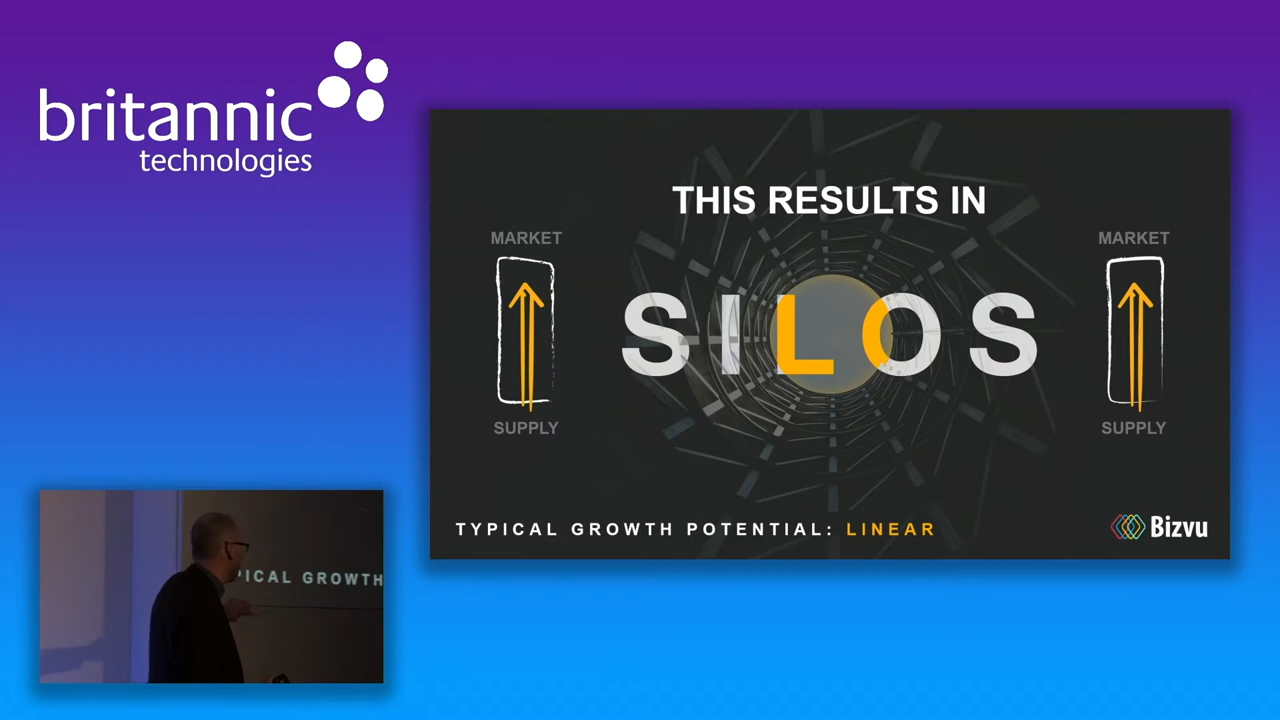 britannic
technologies
THIS RESULTS IN
MARKET
MARKET
SILOS
SUPPLY
SUPPLY
TYPICAL GROWTH POTENTIAL: LINEAR
Bizvu
PICAL GROWTH